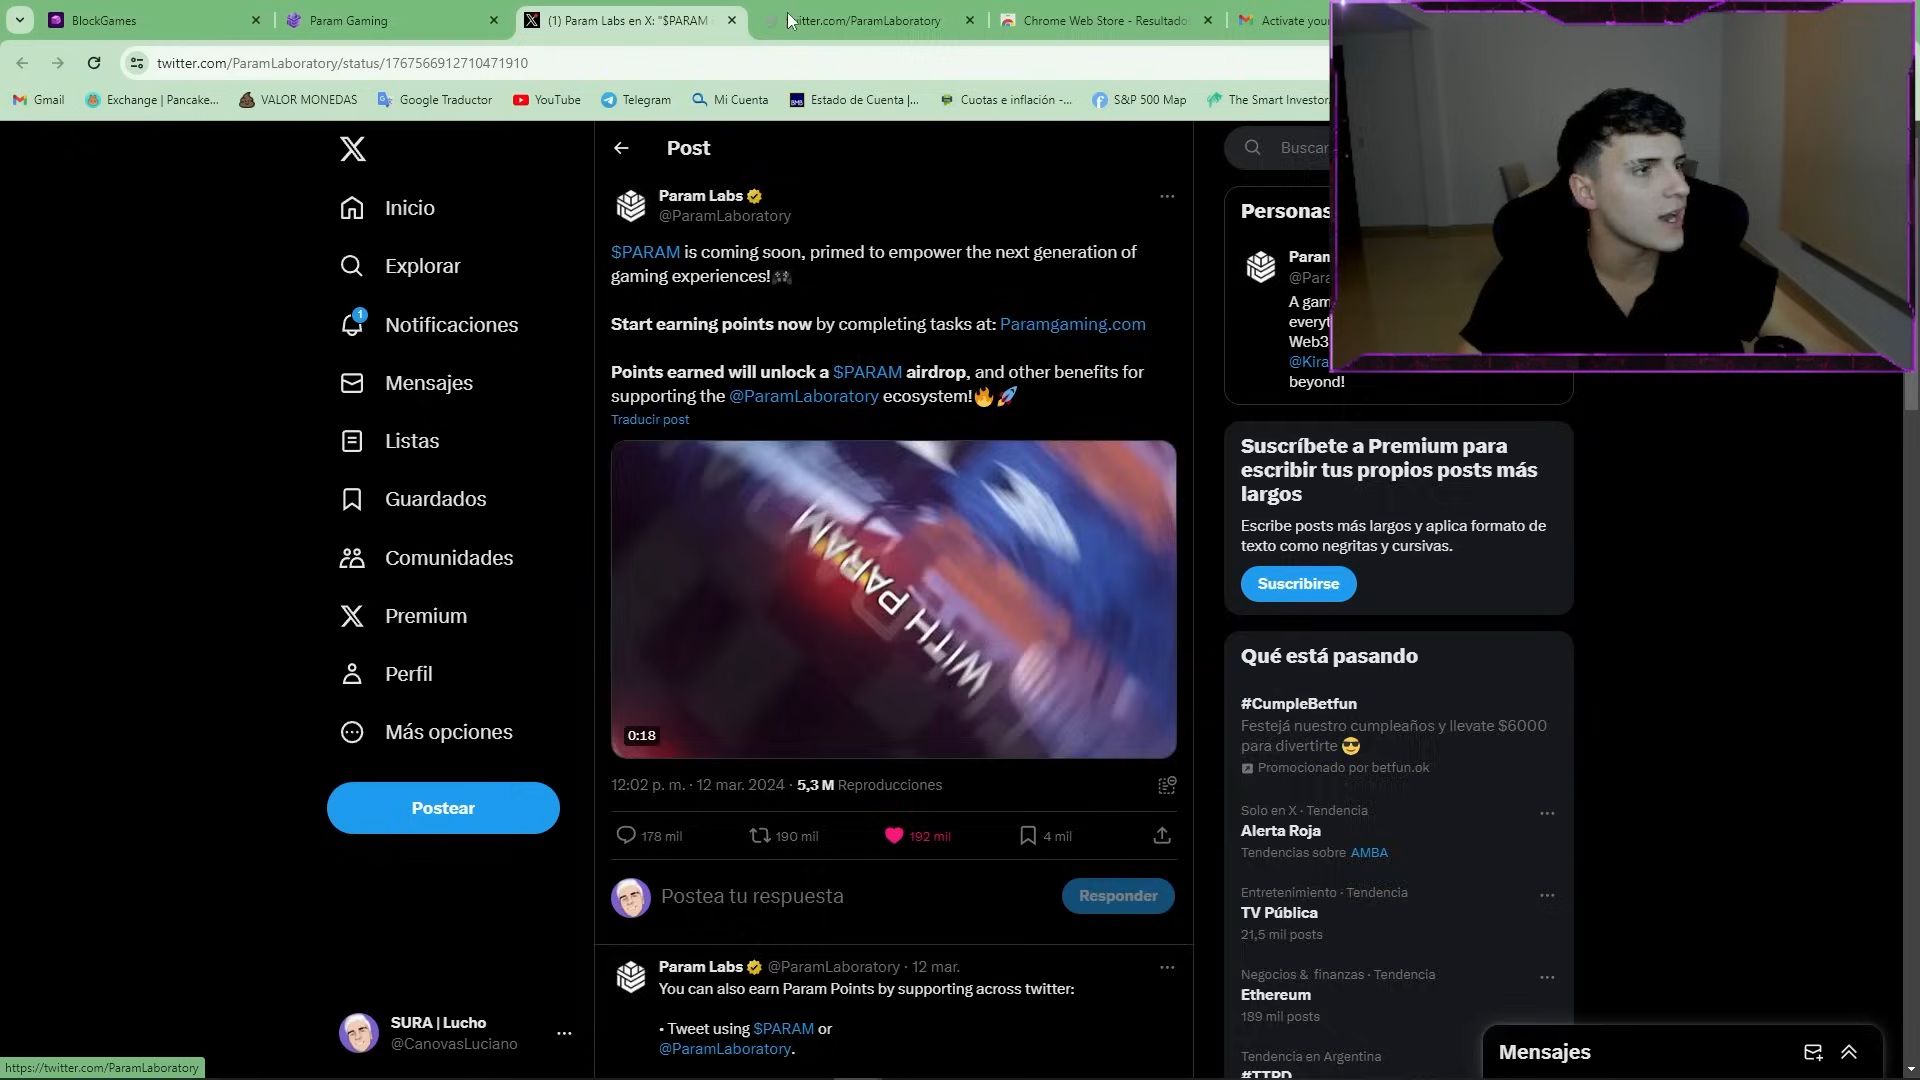 BlockGames
Param Gaming
(1) Param Labs en X: "$PARAM
twitter.com/ParamLaboratory
Chrome Web Store - Resultado
Activate your
twitter.com/ParamLaboratory/status/1767566912710471910
Gmail
Exchange | Pancake...
VALOR MONEDAS
Google Traductor
YouTube
Telegram
Mi Cuenta
Estado de Cuenta |...
Cuotas e inflación -...
S&P 500 Map
The Smart Investor
Inicio
Explorar
1
Notificaciones
Mensajes
Listas
Guardados
Comunidades
Premium
Perfil
Más opciones
Postear
SURA | Lucho
@CanovasLuciano
https://twitter.com/ParamLaboratory
Post
Param Labs
@ParamLaboratory
$PARAM is coming soon, primed to empower the next generation of
gaming experiences!🎮
Start earning points now by completing tasks at: Paramgaming.com
Points earned will unlock a $PARAM airdrop, and other benefits for
supporting the @ParamLaboratory ecosystem!🔥🚀
Traducir post
WITH PARAM
0:18
12:02 p. m. · 12 mar. 2024 · 5,3 M Reproducciones
178 mil
190 mil
192 mil
4 mil
Postea tu respuesta
Responder
Param Labs @ParamLaboratory · 12 mar.
You can also earn Param Points by supporting across twitter:
• Tweet using $PARAM or
@ParamLaboratory.
Buscar
Personas
Param
@Para
A gam
everyt
Web3
@Kira
beyond!
Suscríbete a Premium para
escribir tus propios posts más
largos
Escribe posts más largos y aplica formato de
texto como negritas y cursivas.
Suscribirse
Qué está pasando
#CumpleBetfun
Festejá nuestro cumpleaños y llevate $6000
para divertirte 😎
Promocionado por betfun.ok
Solo en X · Tendencia
Alerta Roja
Tendencias sobre AMBA
Entretenimiento · Tendencia
TV Pública
21,5 mil posts
Negocios & finanzas · Tendencia
Ethereum
189 mil posts
Tendencia en Argentina
#TTPD
Mensajes